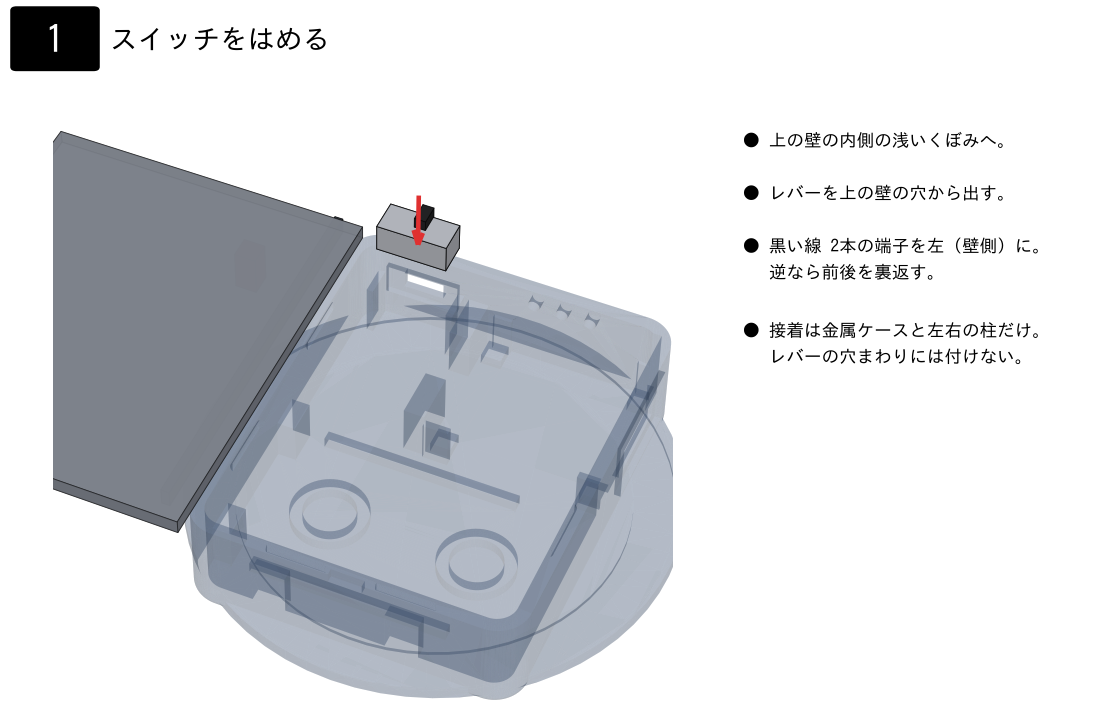 1 スイッチをはめる
● 上の壁の内側の浅いくぼみへ。
● レバーを上の壁の穴から出す。
● 黒い線 2本の端子を左（壁側）に。
逆なら前後を裏返す。
● 接着は金属ケースと左右の柱だけ。
レバーの穴まわりには付けない。